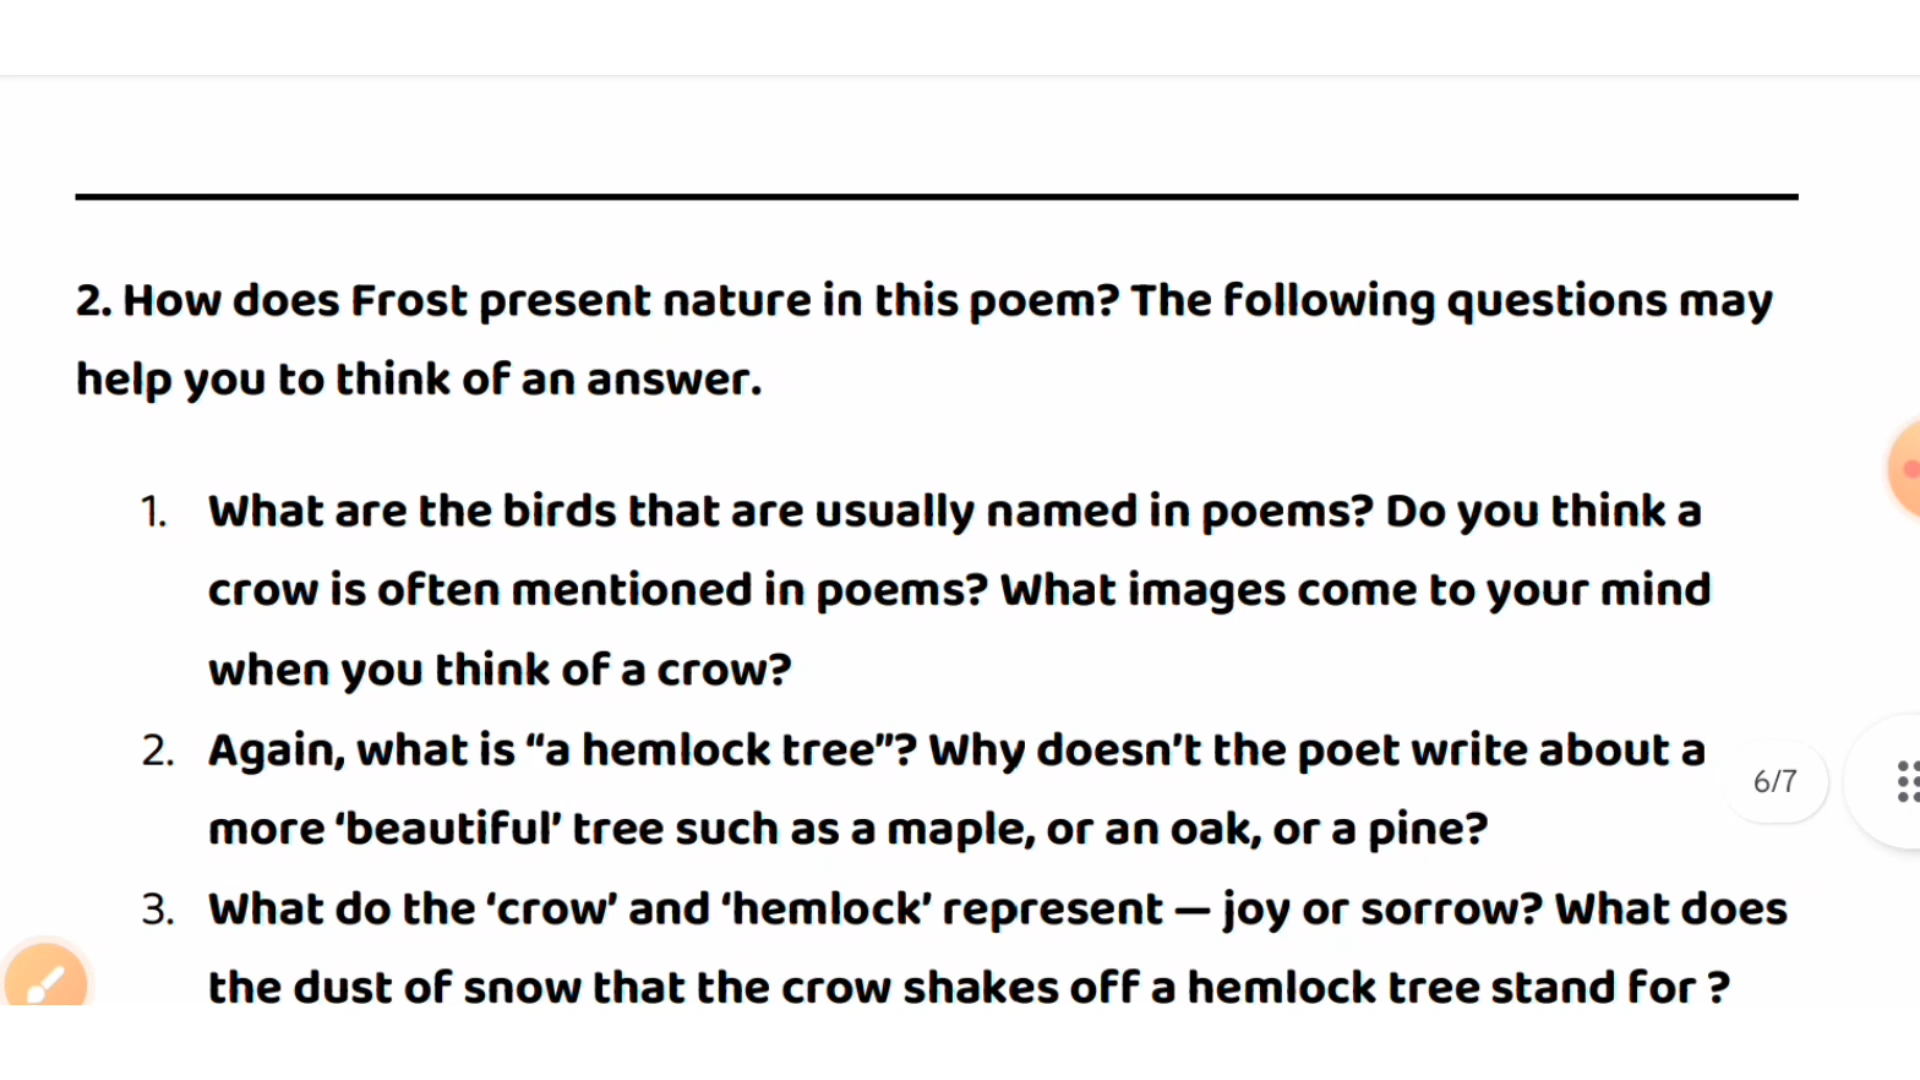 2. How does Frost present nature in this poem? The following questions may
help you to think of an answer.
1. What are the birds that are usually named in poems? Do you think a
crow is often mentioned in poems? What images come to your mind
when you think of a crow?
2. Again, what is “a hemlock tree”? Why doesn’t the poet write about a
more ‘beautiful’ tree such as a maple, or an oak, or a pine?
6/7
3. What do the ‘crow’ and ‘hemlock’ represent — joy or sorrow? What does
the dust of snow that the crow shakes off a hemlock tree stand for ?